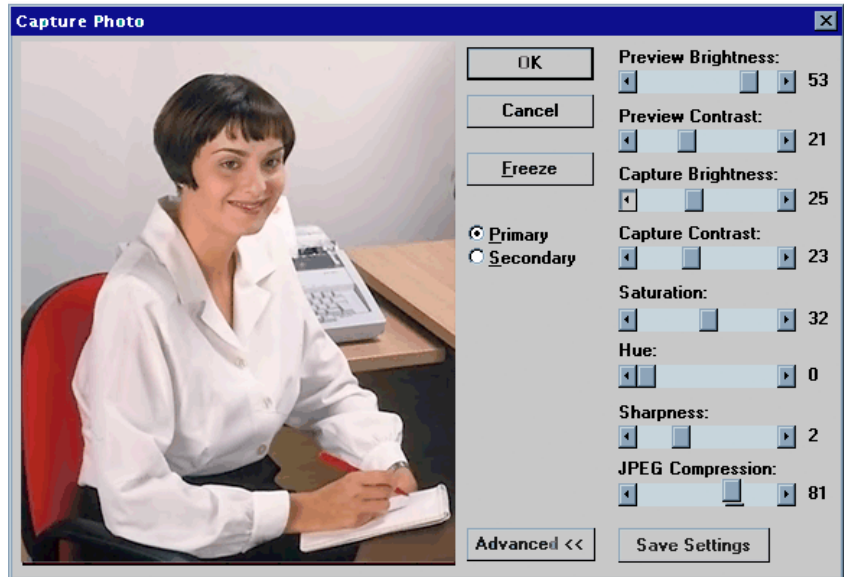 Capture Photo
OK
Cancel
Freeze
Primary
Secondary
Advanced <<
Preview Brightness:
53
Preview Contrast:
21
Capture Brightness:
25
Capture Contrast:
23
Saturation:
32
Hue:
0
Sharpness:
2
JPEG Compression:
81
Save Settings